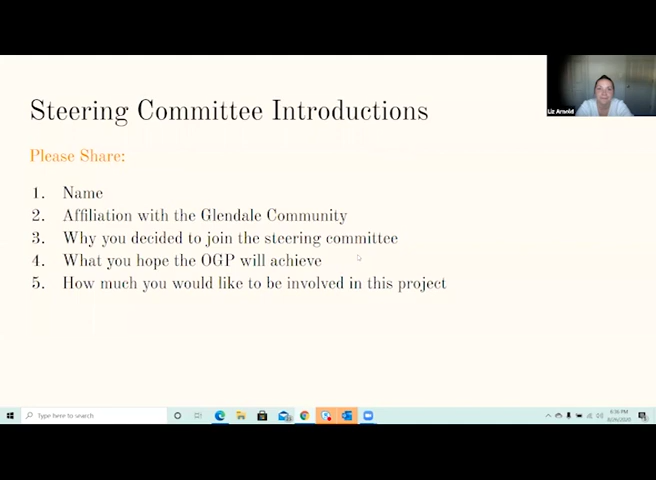 Liz Arnold
Steering Committee Introductions
Please Share:
1. Name
2. Affiliation with the Glendale Community
3. Why you decided to join the steering committee
4. What you hope the OGP will achieve
5. How much you would like to be involved in this project
Type here to search